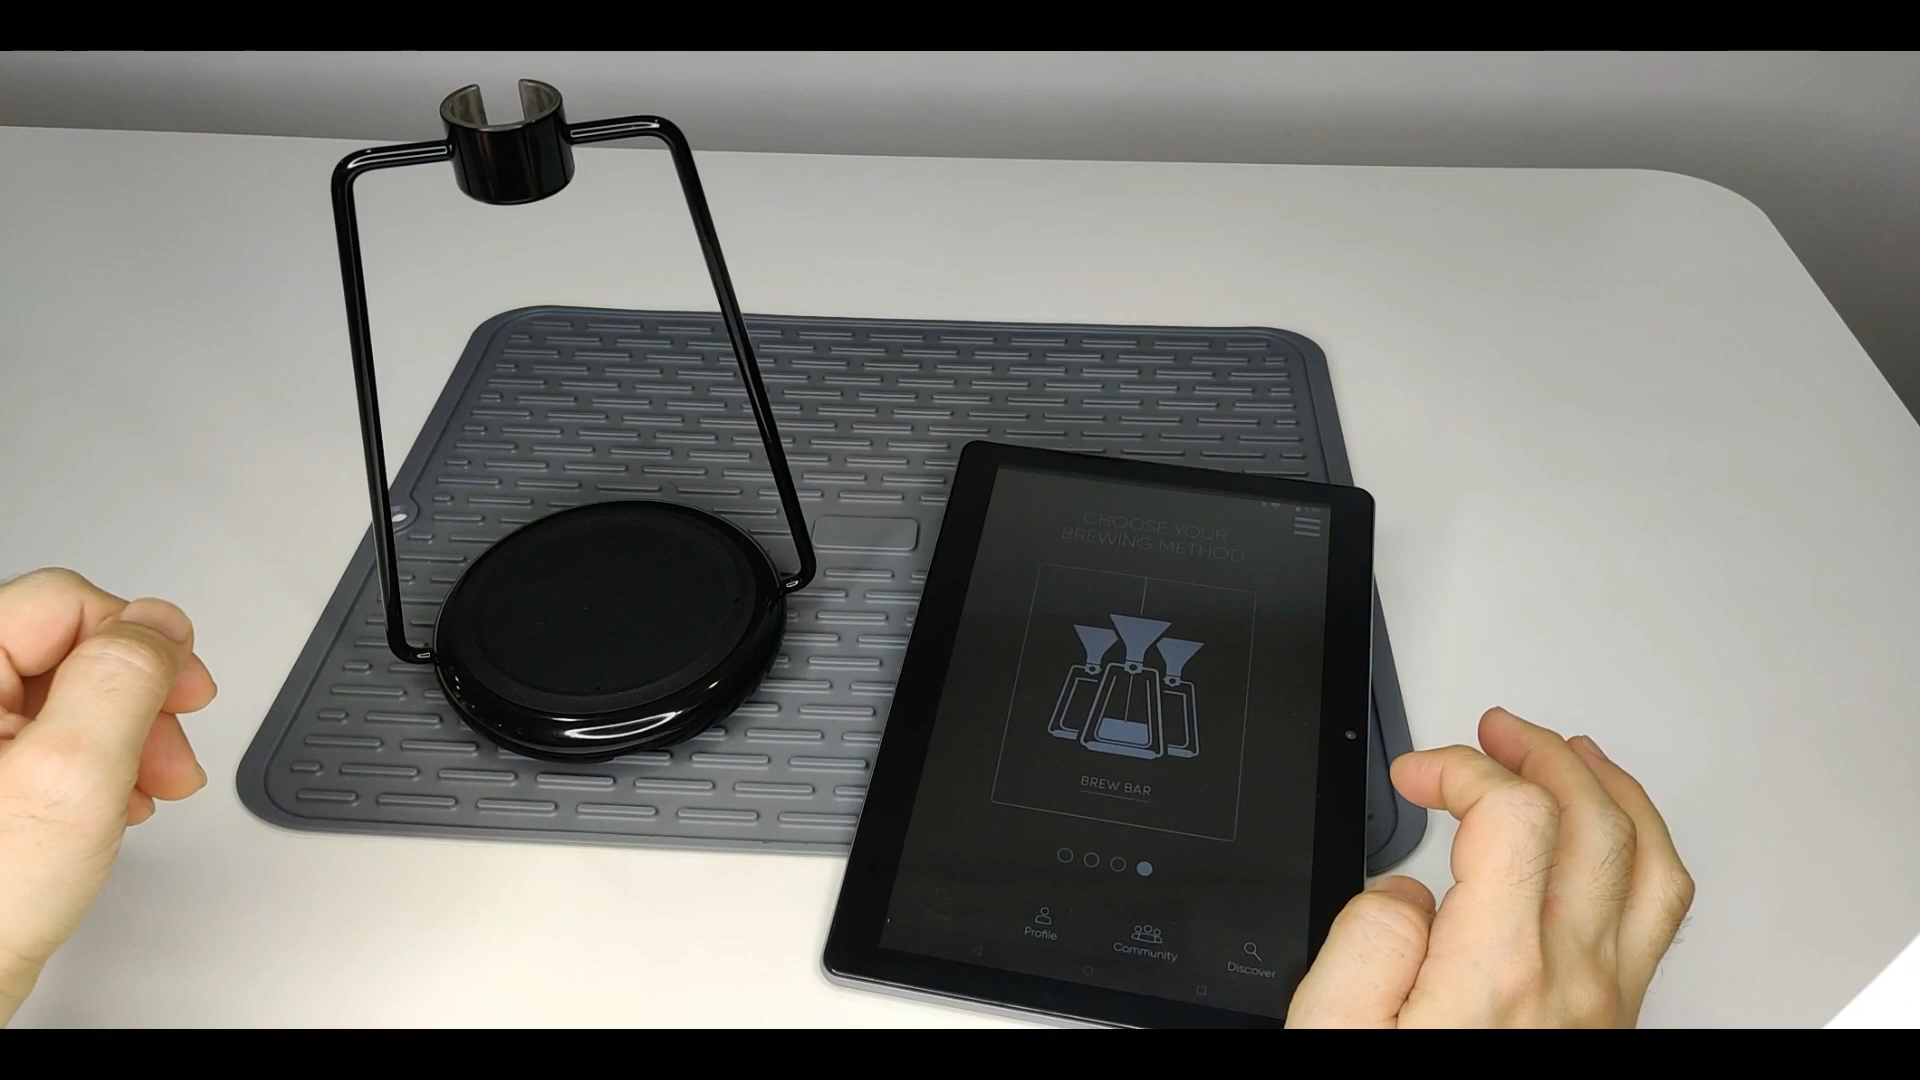 CHOOSE YOUR
BREWING METHOD
BREW BAR
Profile
Community
Discover